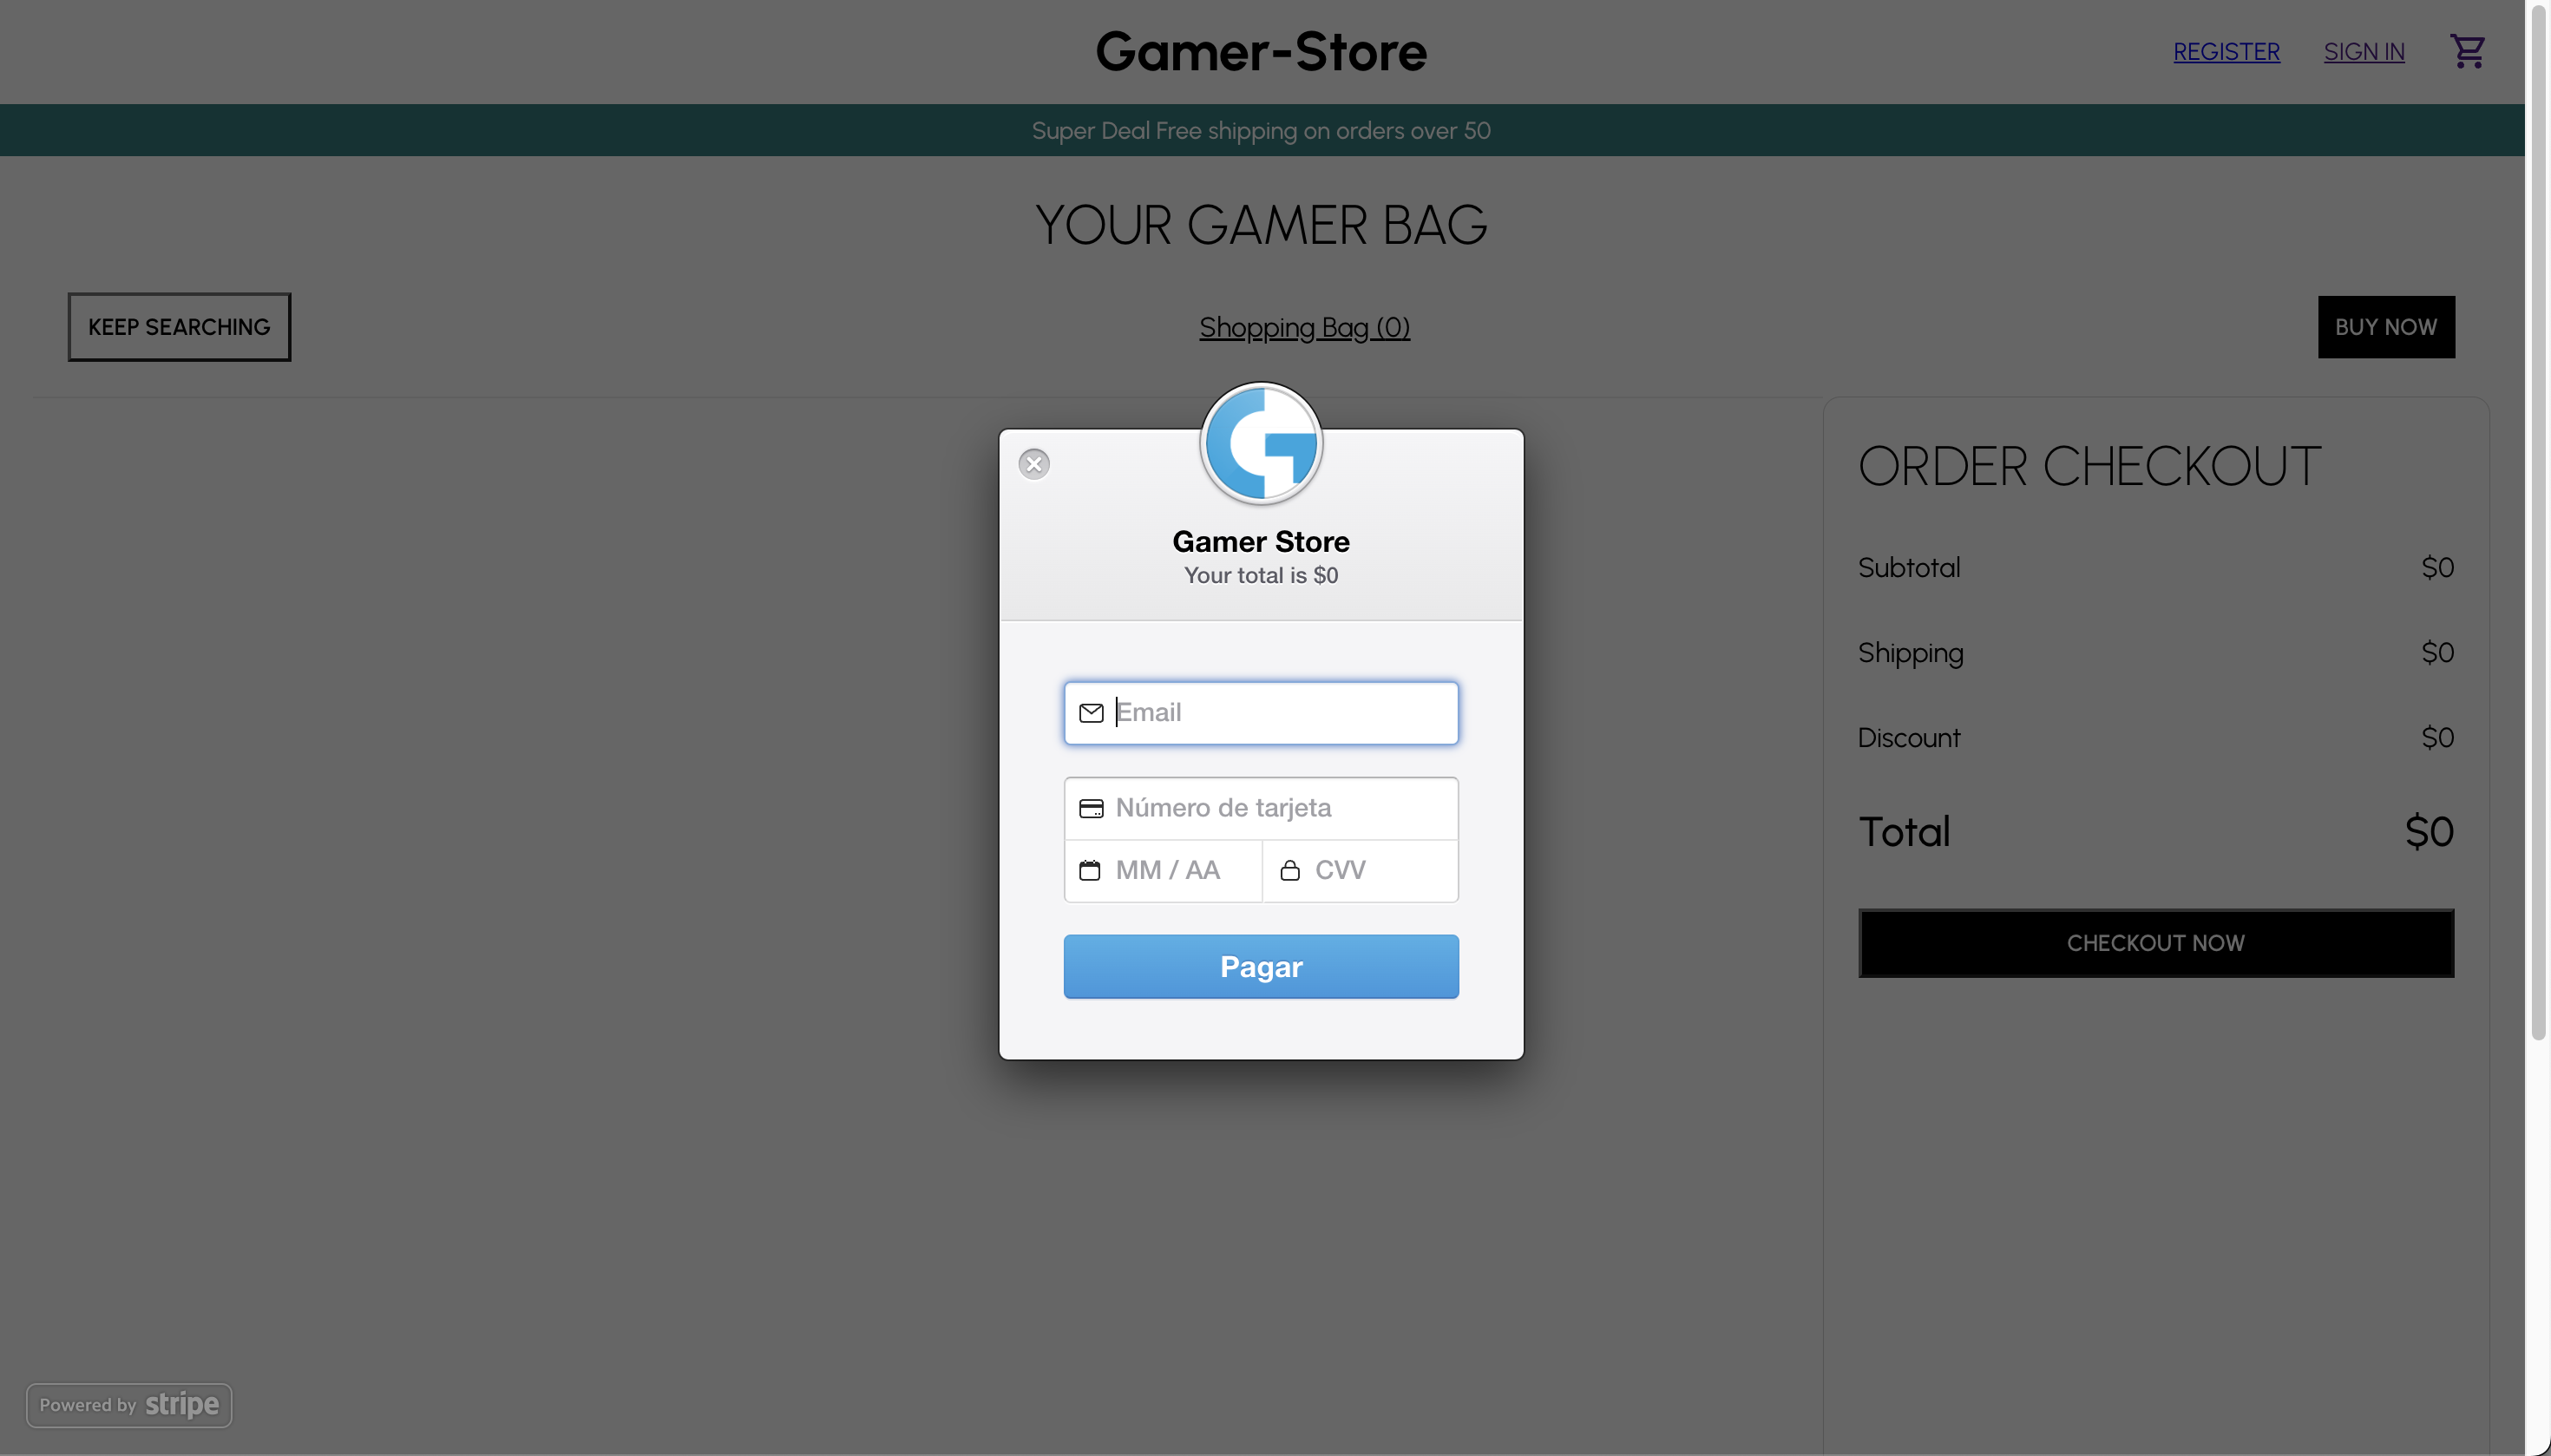 Gamer-Store
REGISTER
SIGN IN
Super Deal Free shipping on orders over 50
YOUR GAMER BAG
KEEP SEARCHING
Shopping Bag (0)
BUY NOW
Gamer Store
Your total is $0
Email
Número de tarjeta
MM / AA
CVV
Pagar
ORDER CHECKOUT
Subtotal $0
Shipping $0
Discount $0
Total $0
CHECKOUT NOW
Powered by stripe